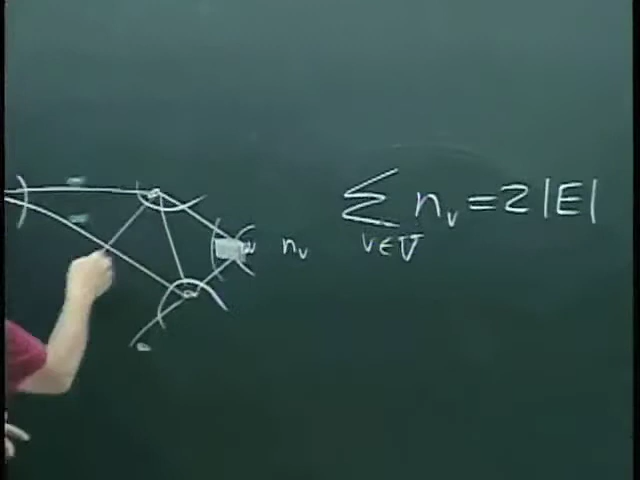 n_v
∑_{v∈V} n_v = 2|E|